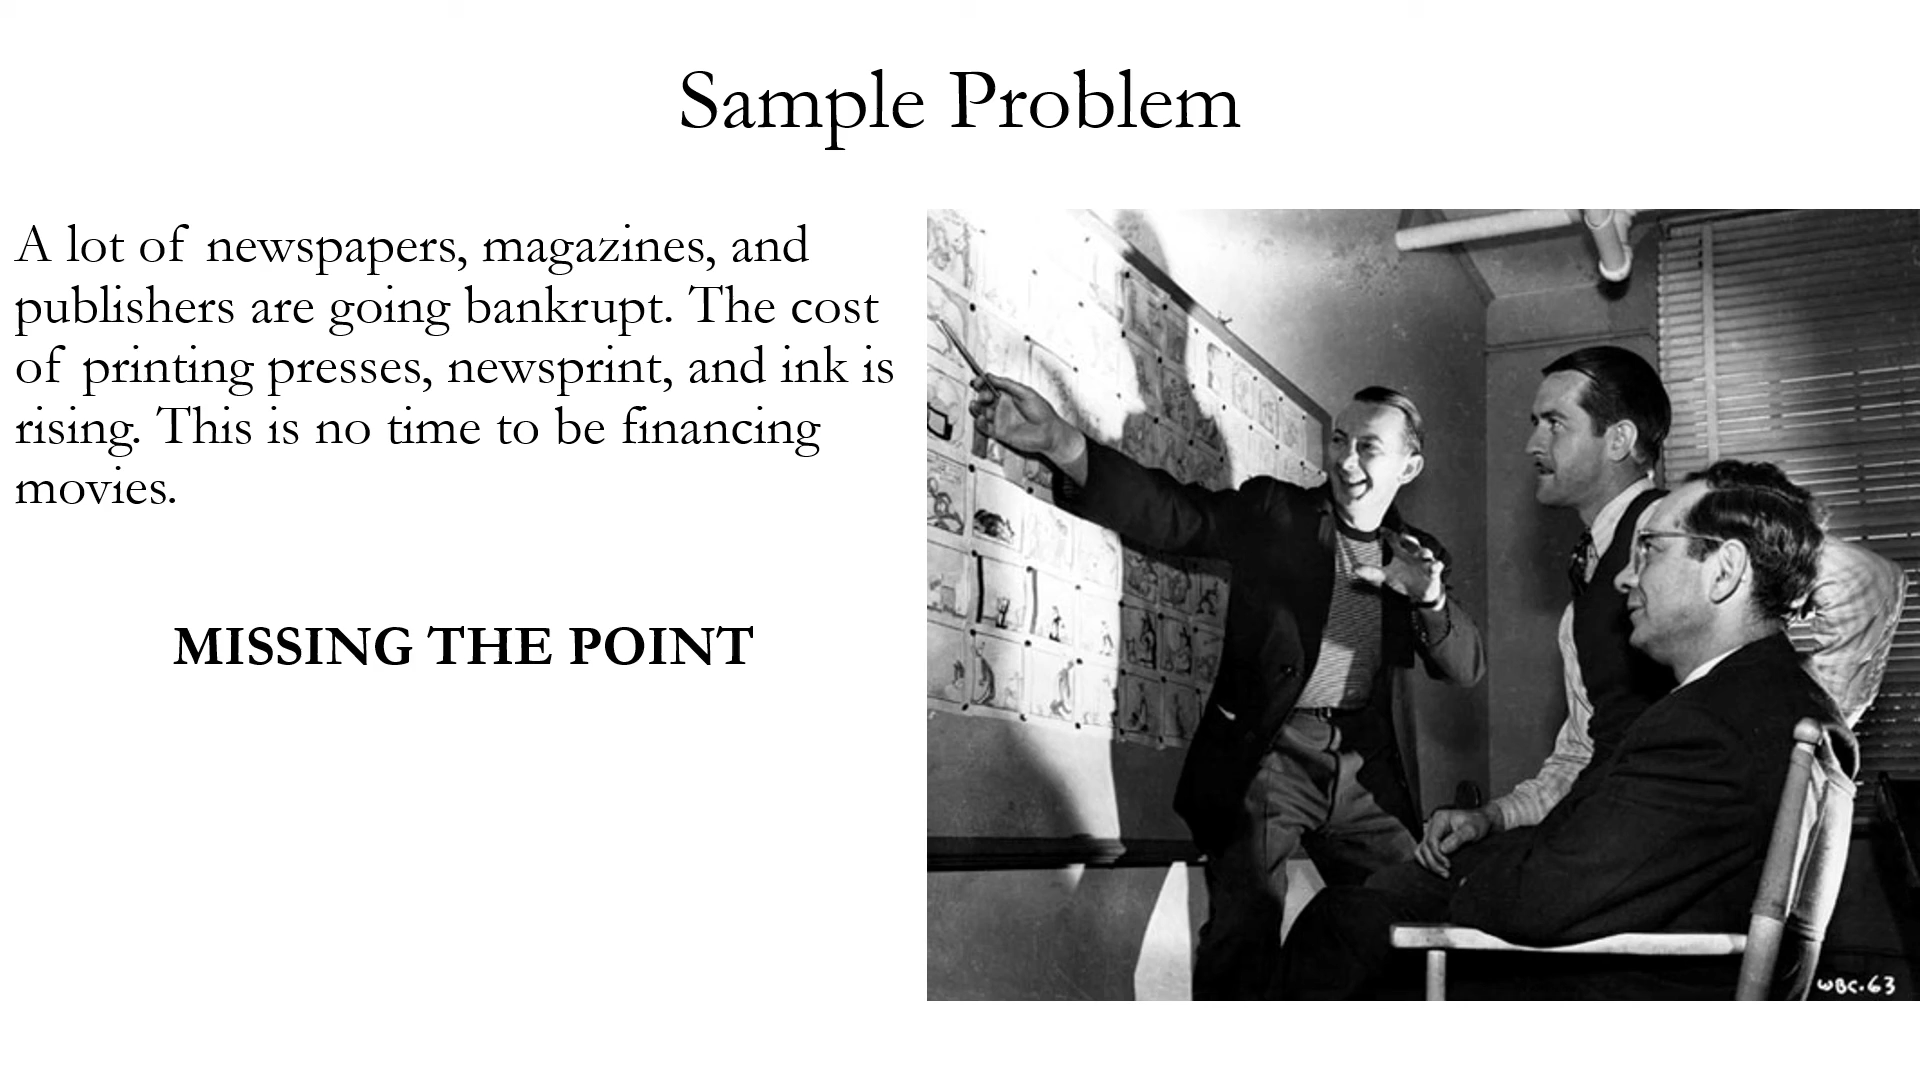 Sample Problem
A lot of newspapers, magazines, and
publishers are going bankrupt. The cost
of printing presses, newsprint, and ink is
rising. This is no time to be financing
movies.
MISSING THE POINT
WBC·63